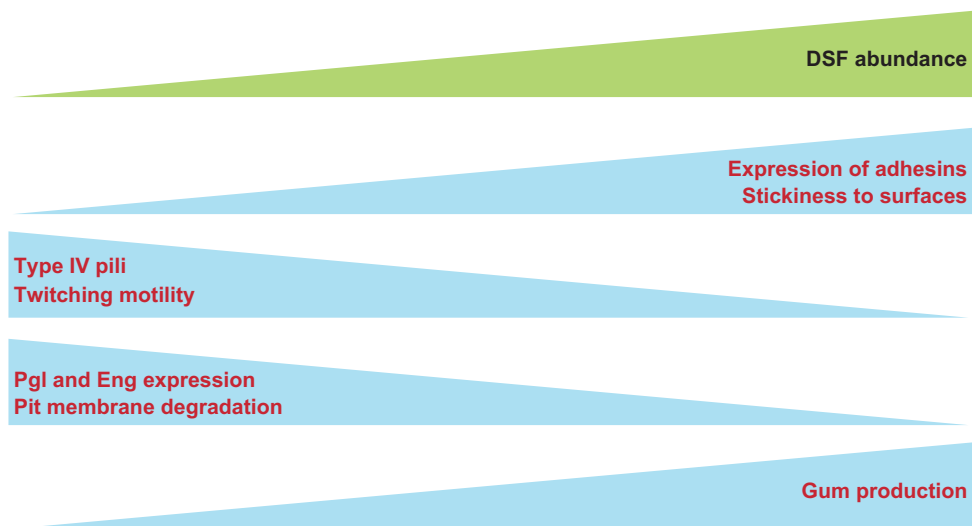 DSF abundance
Expression of adhesins
Stickiness to surfaces
Type IV pili
Twitching motility
Pgl and Eng expression
Pit membrane degradation
Gum production